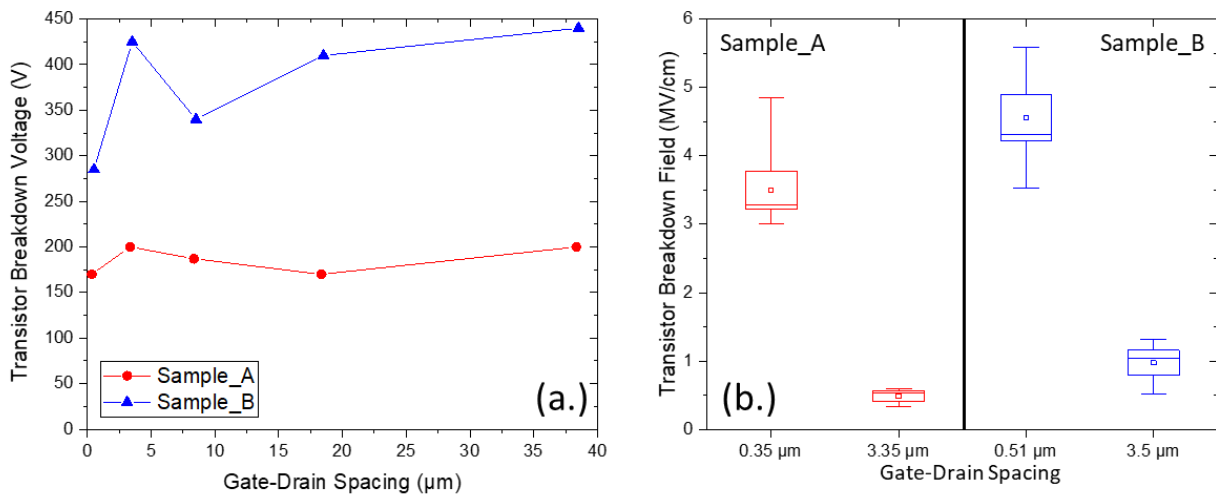 450
400
350
300
250
200
150
100
50
0
Transistor Breakdown Voltage (V)
Sample_A
Sample_B
(a.)
0 5 10 15 20 25 30 35 40
Gate-Drain Spacing (µm)
6
5
4
3
2
1
0
Transistor Breakdown Field (MV/cm)
Sample_A
Sample_B
(b.)
0.35 µm 3.35 µm 0.51 µm 3.5 µm
Gate-Drain Spacing